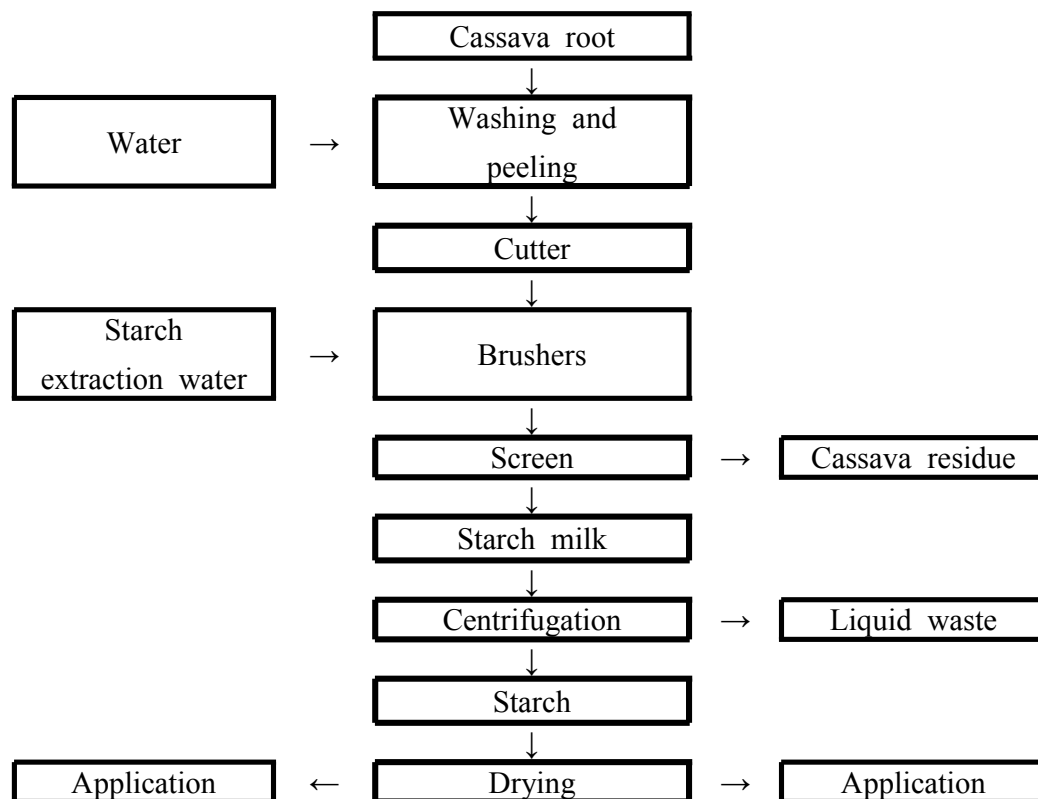 Cassava root
↓
Water → Washing and
peeling
↓
Cutter
↓
Starch
extraction water → Brushers
↓
Screen → Cassava residue
↓
Starch milk
↓
Centrifugation → Liquid waste
↓
Starch
↓
Application ← Drying → Application